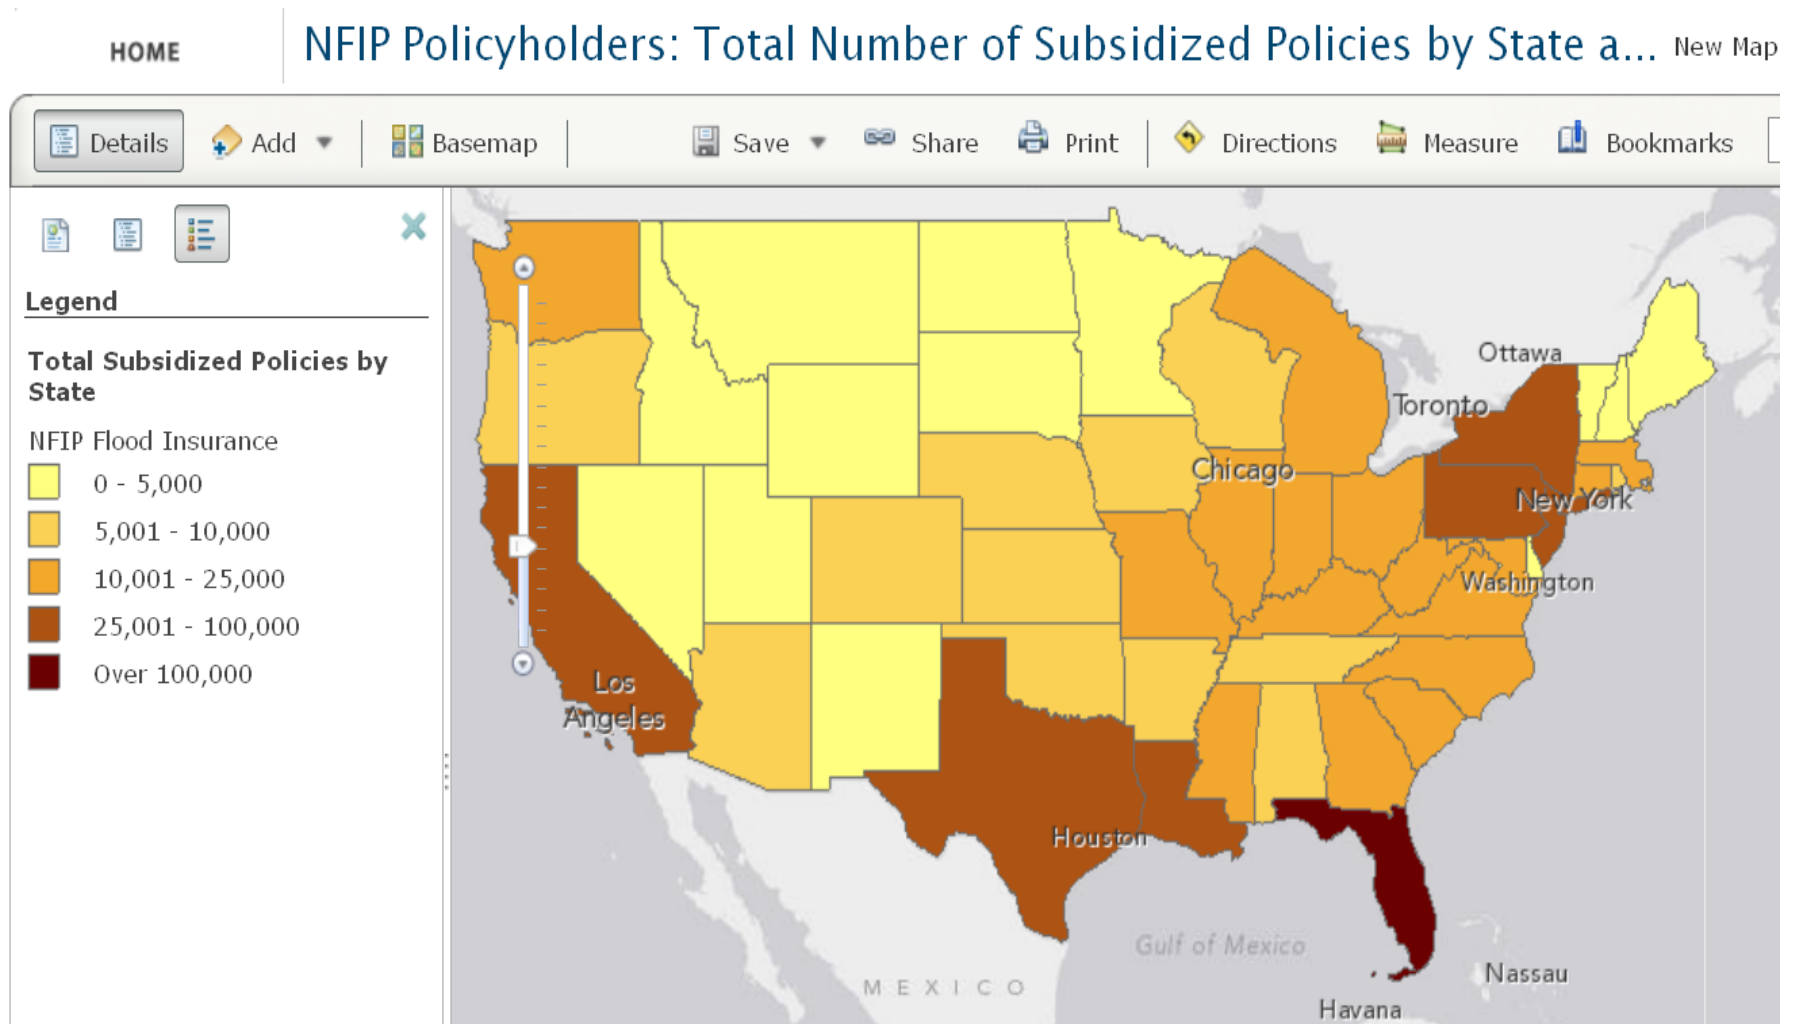 HOME
NFIP Policyholders: Total Number of Subsidized Policies by State a...
New Map
Details
Add
Basemap
Save
Share
Print
Directions
Measure
Bookmarks
Legend
Total Subsidized Policies by
State
NFIP Flood Insurance
0 - 5,000
5,001 - 10,000
10,001 - 25,000
25,001 - 100,000
Over 100,000
Ottawa
Toronto
Chicago
New York
Washington
Los
Angeles
Houston
Gulf of Mexico
MEXICO
Nassau
Havana